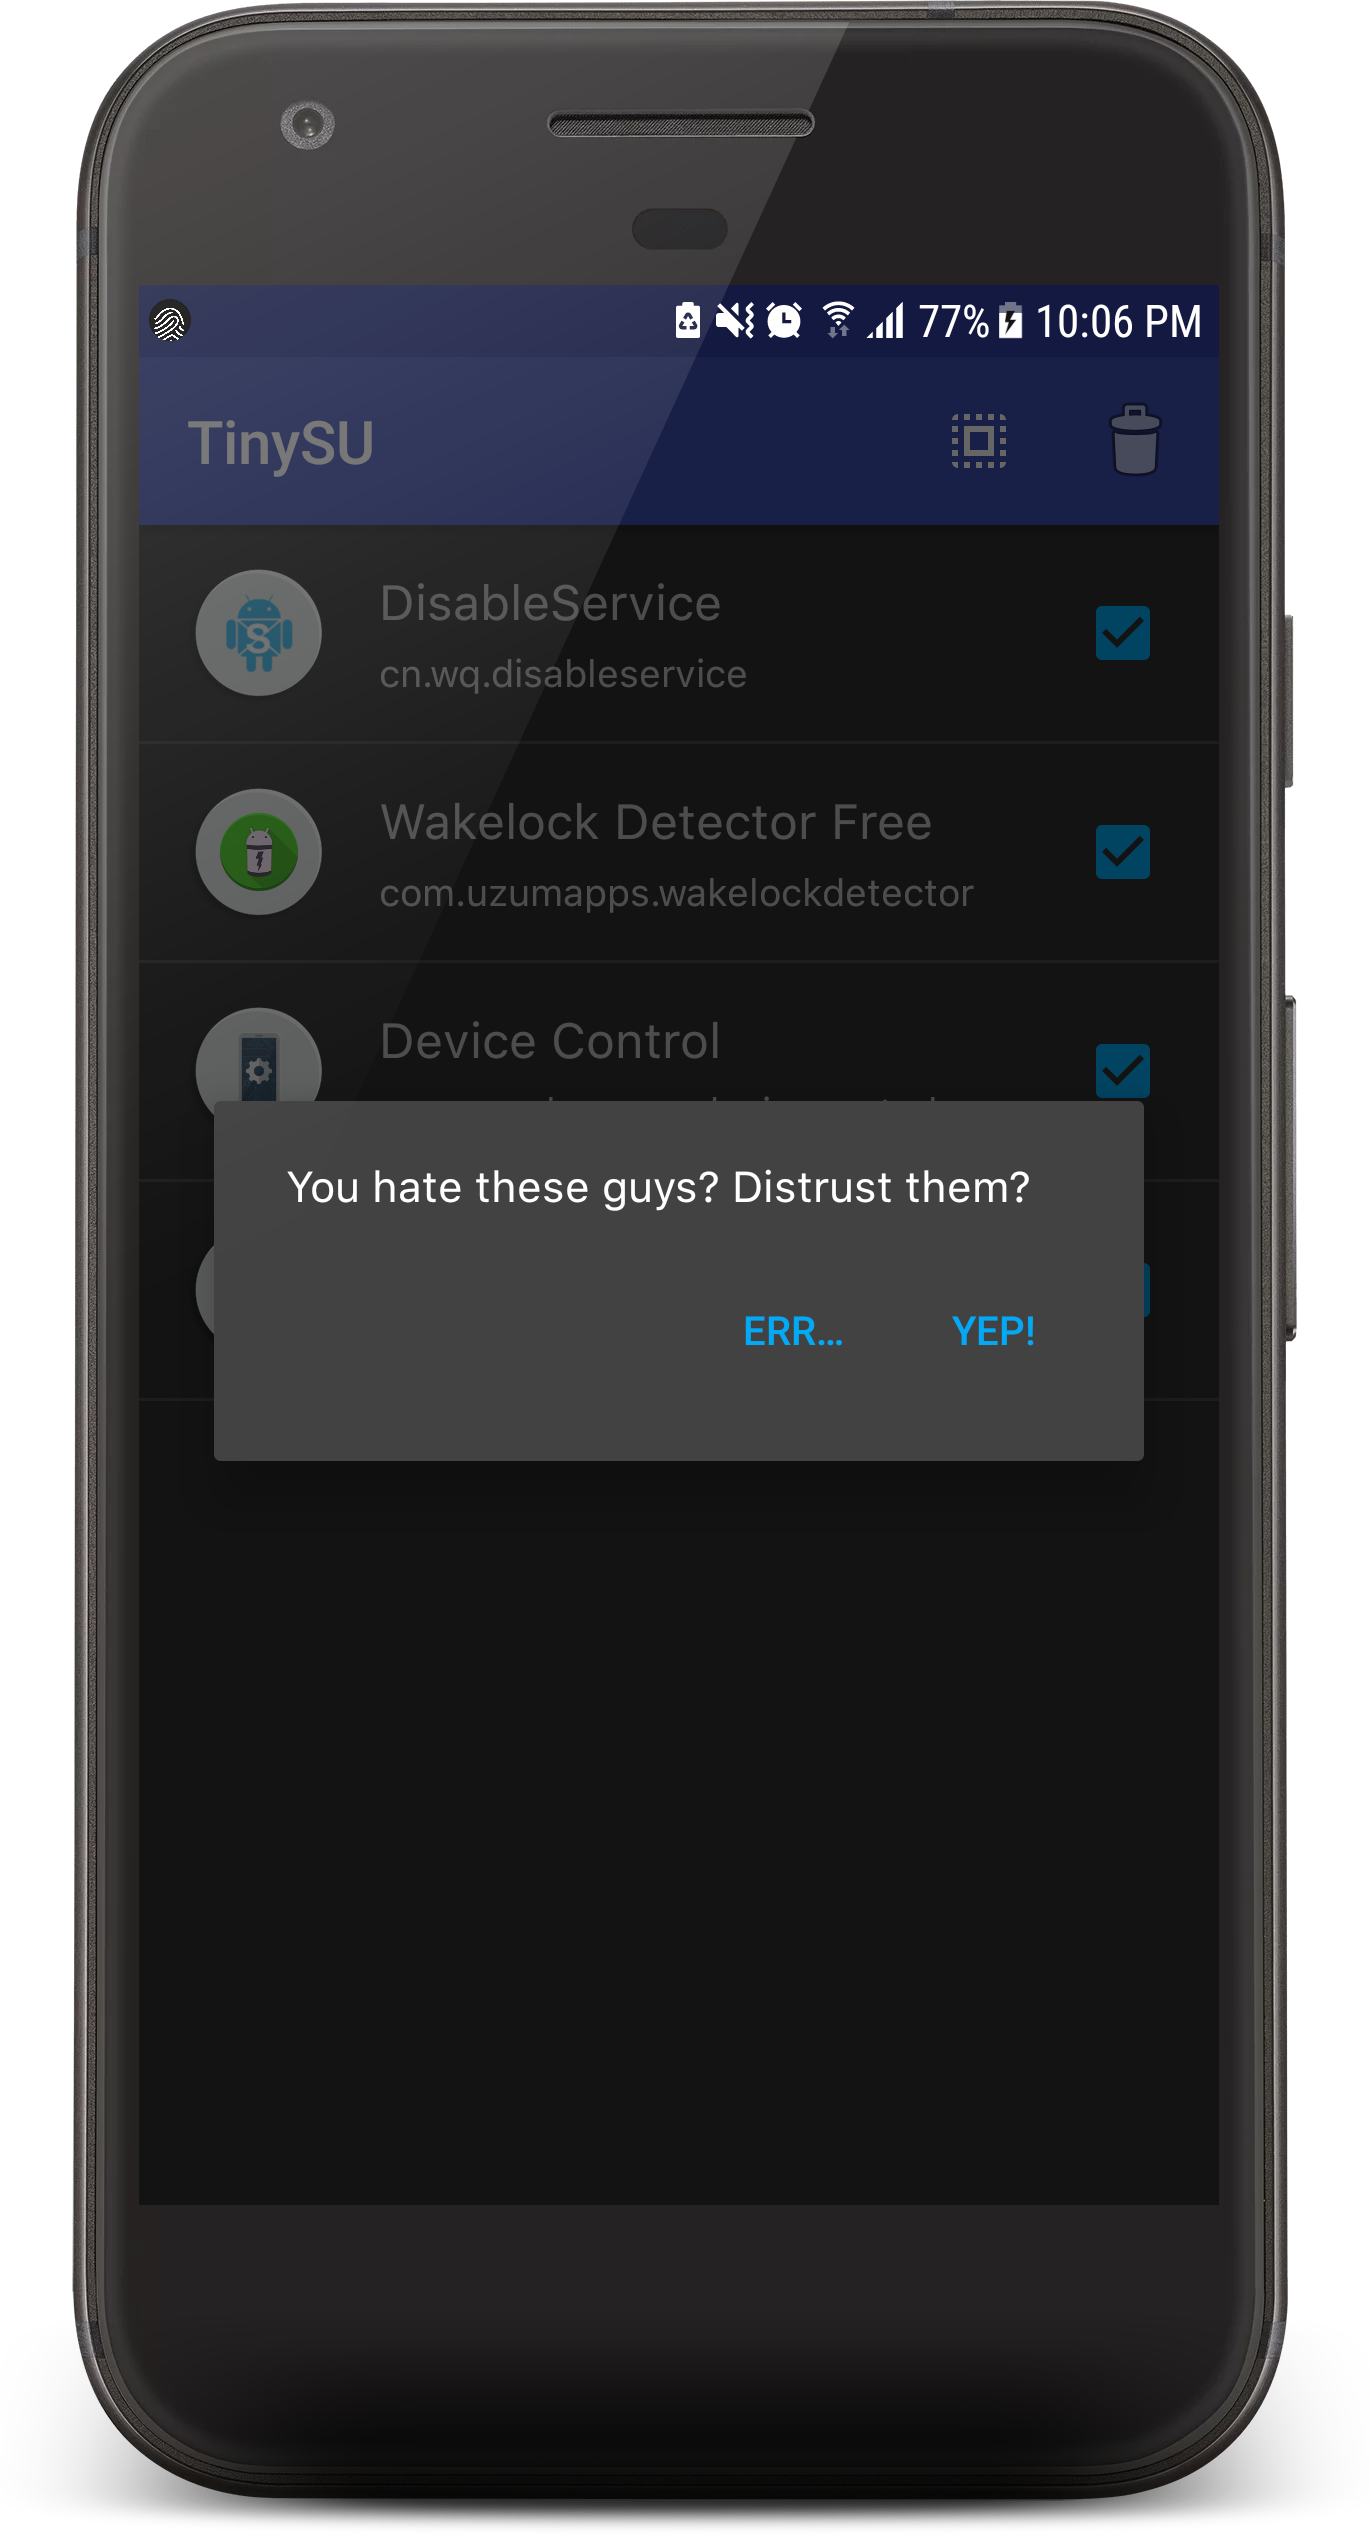 77% 10:06 PM
TinySU
DisableService
cn.wq.disableservice
Wakelock Detector Free
com.uzumapps.wakelockdetector
Device Control
You hate these guys? Distrust them?
ERR... YEP!